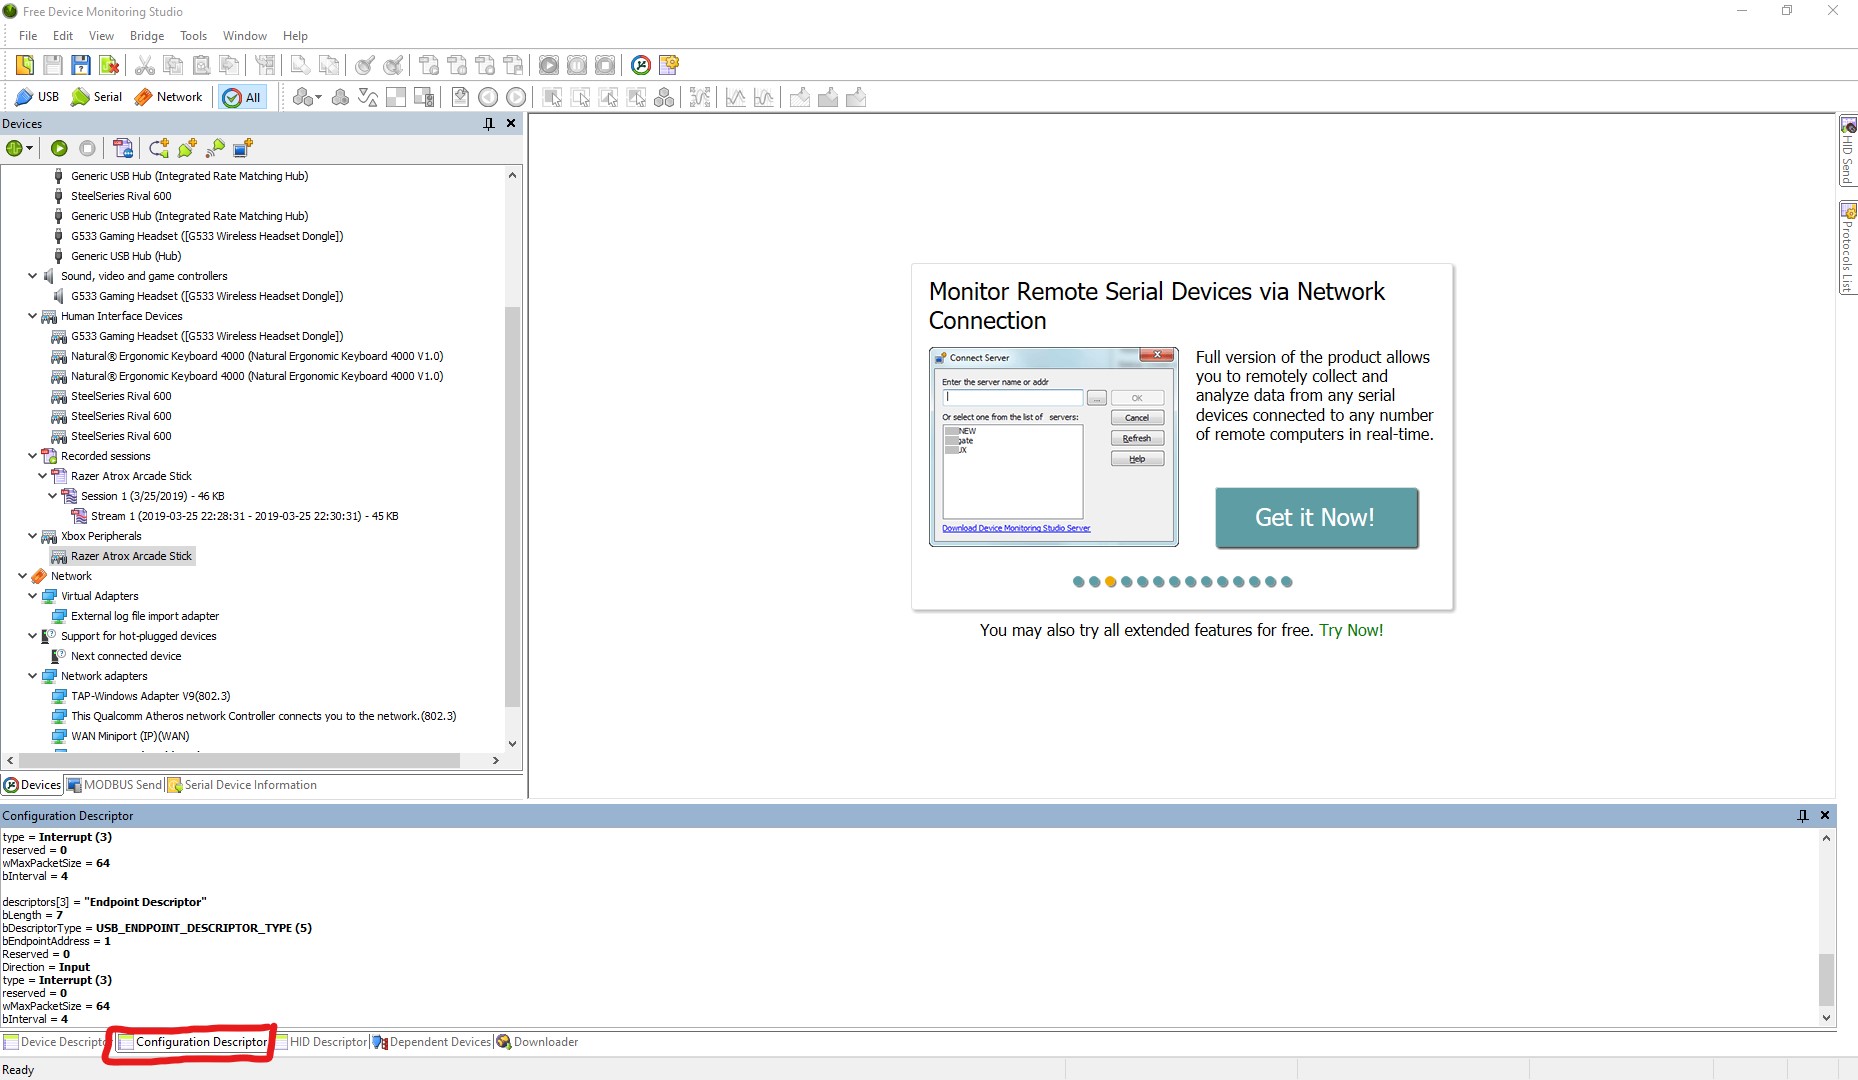 Free Device Monitoring Studio
File Edit View Bridge Tools Window Help
USB Serial Network All
Devices
Generic USB Hub (Integrated Rate Matching Hub)
SteelSeries Rival 600
Generic USB Hub (Integrated Rate Matching Hub)
G533 Gaming Headset ([G533 Wireless Headset Dongle])
Generic USB Hub (Hub)
Sound, video and game controllers
G533 Gaming Headset ([G533 Wireless Headset Dongle])
Human Interface Devices
G533 Gaming Headset ([G533 Wireless Headset Dongle])
Natural® Ergonomic Keyboard 4000 (Natural Ergonomic Keyboard 4000 V1.0)
Natural® Ergonomic Keyboard 4000 (Natural Ergonomic Keyboard 4000 V1.0)
SteelSeries Rival 600
SteelSeries Rival 600
SteelSeries Rival 600
Recorded sessions
Razer Atrox Arcade Stick
Session 1 (3/25/2019) - 46 KB
Stream 1 (2019-03-25 22:28:31 - 2019-03-25 22:30:31) - 45 KB
Xbox Peripherals
Razer Atrox Arcade Stick
Network
Virtual Adapters
External log file import adapter
Support for hot-plugged devices
Next connected device
Network adapters
TAP-Windows Adapter V9(802.3)
This Qualcomm Atheros network Controller connects you to the network.(802.3)
WAN Miniport (IP)(WAN)
Devices MODBUS Send Serial Device Information
Monitor Remote Serial Devices via Network
Connection
Connect Server
Enter the server name or addr
... OK
Or select one from the list of servers:
Cancel
Refresh
Help
NEW
gate
UX
Download Device Monitoring Studio Server
Full version of the product allows
you to remotely collect and
analyze data from any serial
devices connected to any number
of remote computers in real-time.
Get it Now!
You may also try all extended features for free. Try Now!
HID Send
Protocols List
Configuration Descriptor
type = Interrupt (3)
reserved = 0
wMaxPacketSize = 64
bInterval = 4
descriptors[3] = "Endpoint Descriptor"
bLength = 7
bDescriptorType = USB_ENDPOINT_DESCRIPTOR_TYPE (5)
bEndpointAddress = 1
Reserved = 0
Direction = Input
type = Interrupt (3)
reserved = 0
wMaxPacketSize = 64
bInterval = 4
Device Descripto Configuration Descriptor HID Descriptor Dependent Devices Downloader
Ready